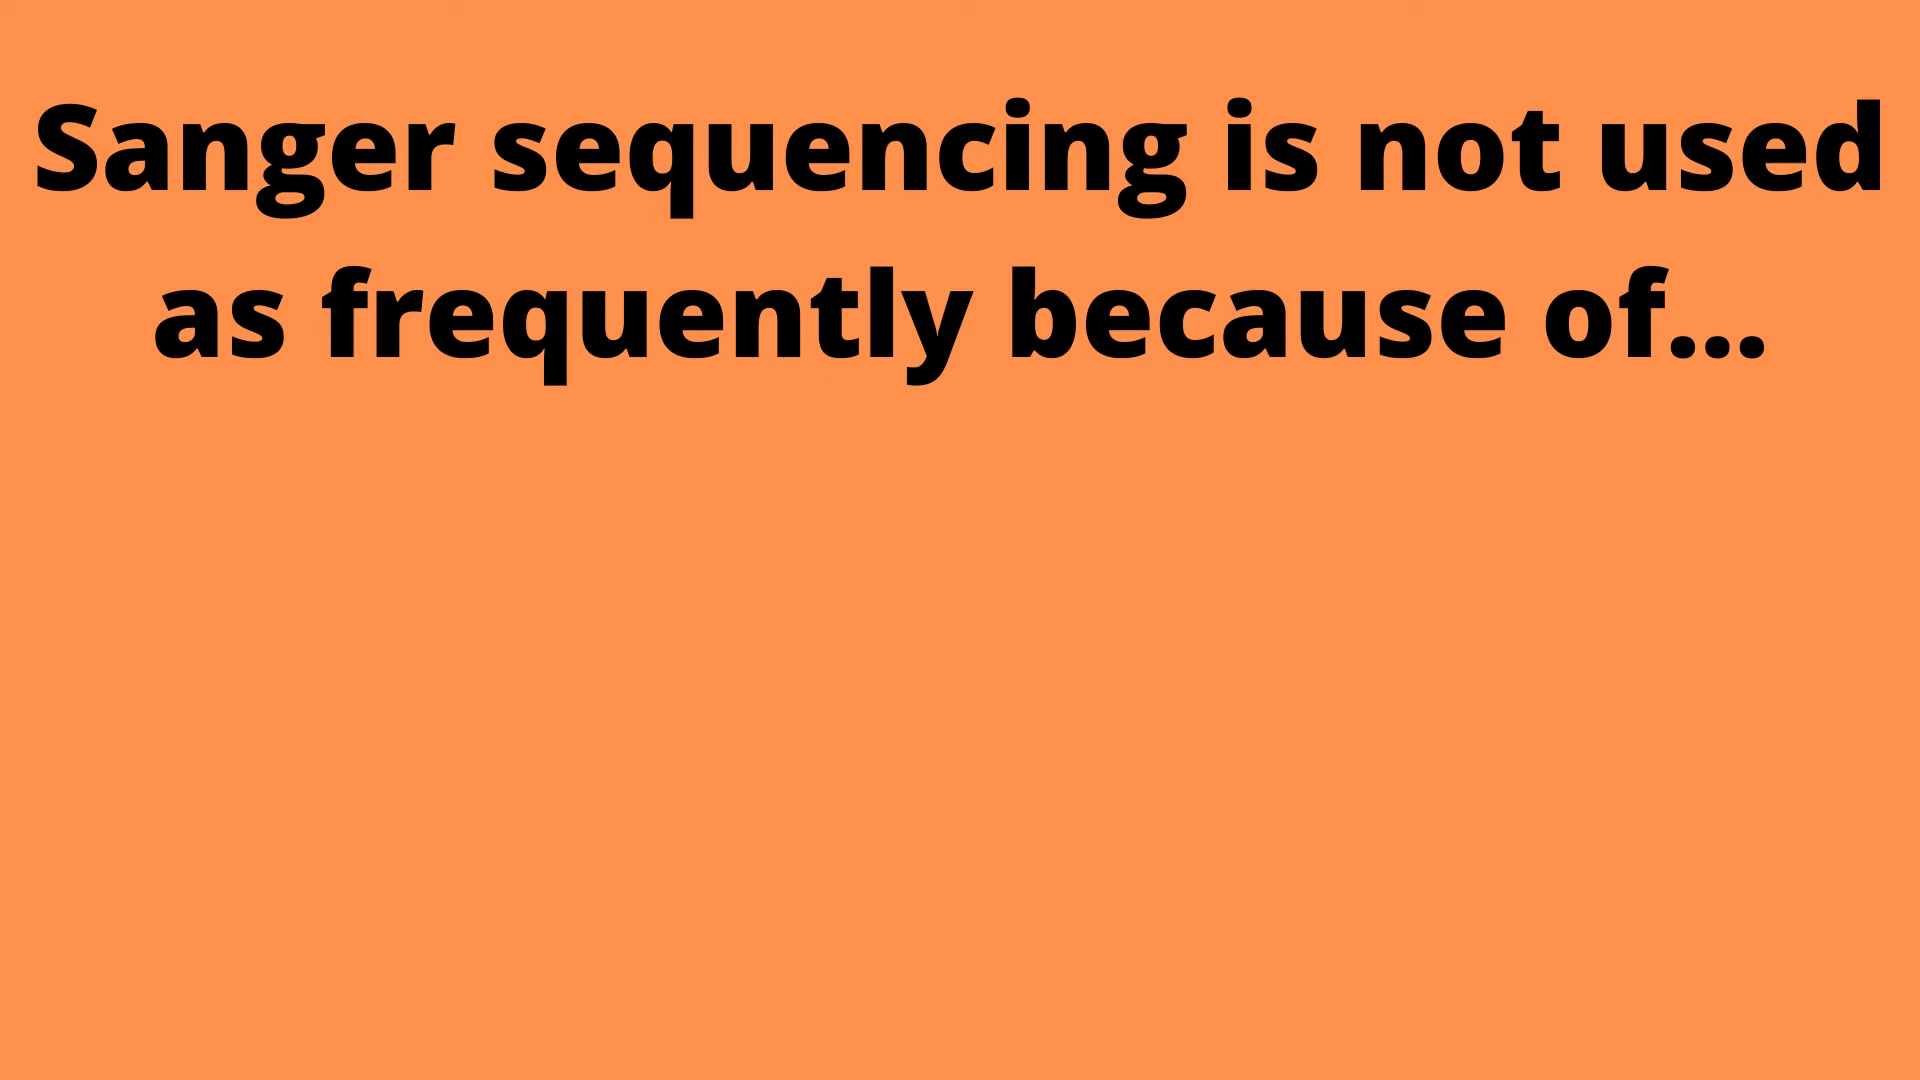 Sanger sequencing is not used
as frequently because of...